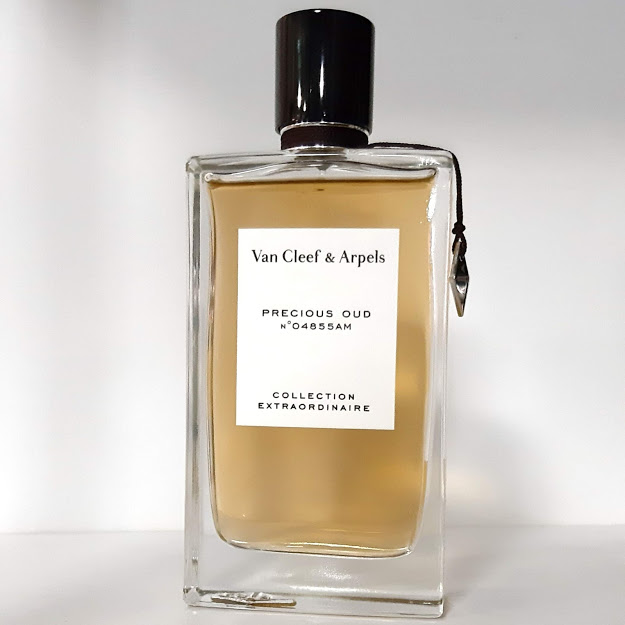 Van Cleef & Arpels
PRECIOUS OUD
N°04855AM
COLLECTION
EXTRAORDINAIRE